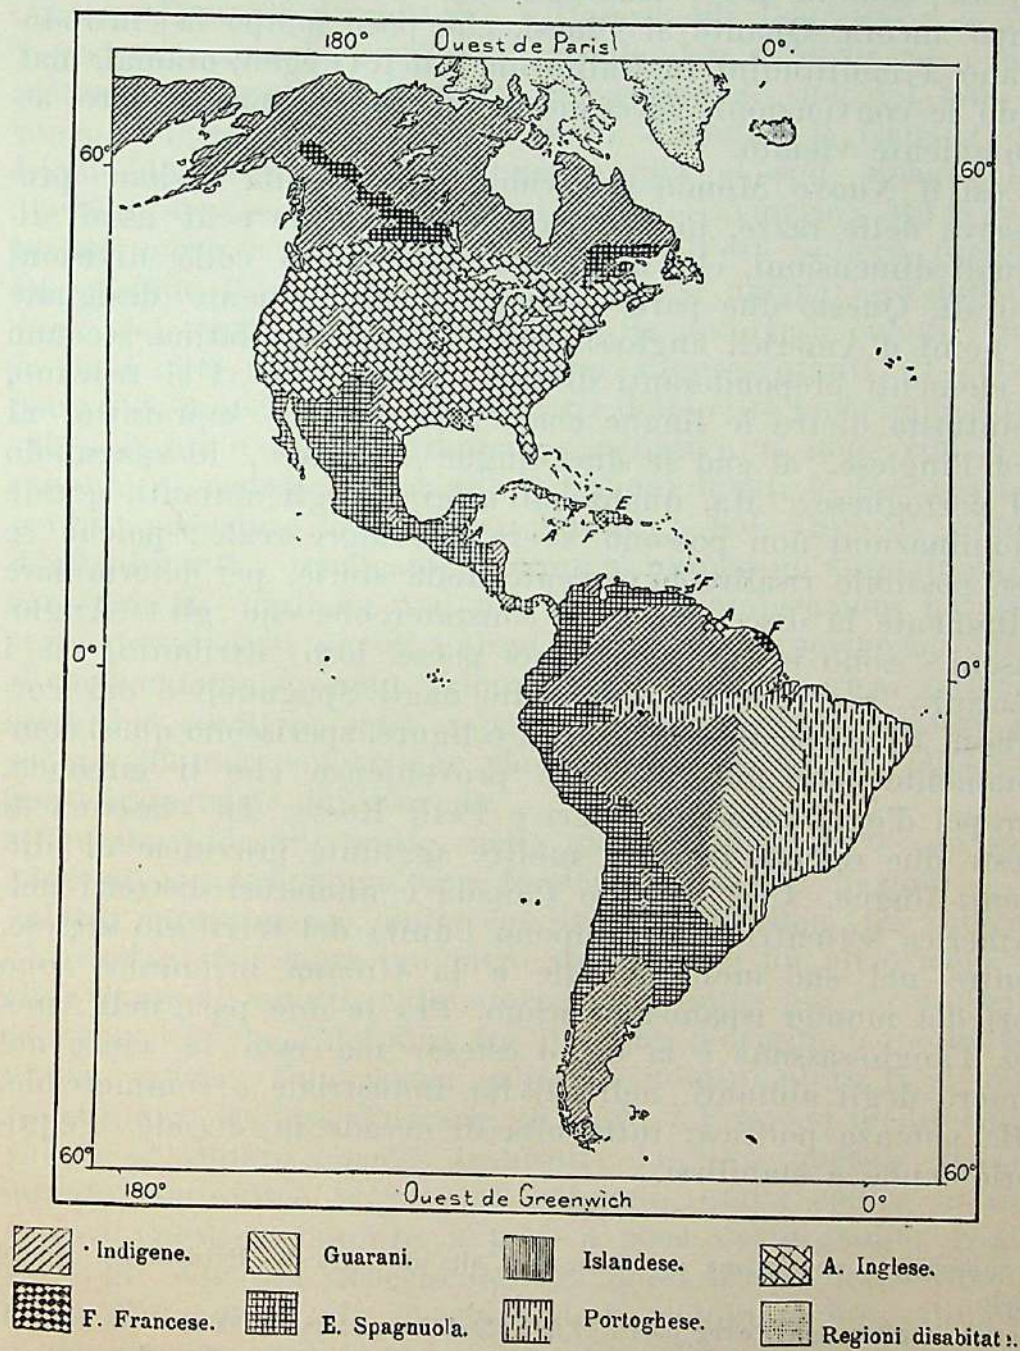 180° Ouest de Paris 0°
60° 60°
A E
A F
F
A F
0° 0°
60° 60°
180° Ouest de Greenwich 0°
Indigene. Guarani. Islandese. A. Inglese.
F. Francese. E. Spagnuola. Portoghese. Regioni disabitat